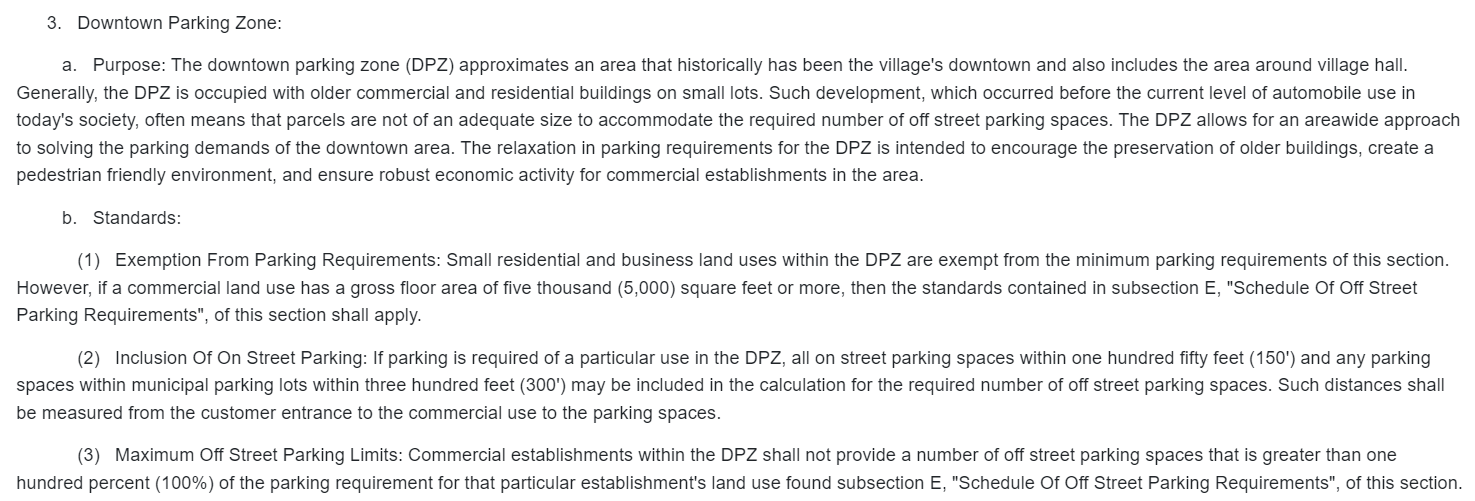 3. Downtown Parking Zone:
a. Purpose: The downtown parking zone (DPZ) approximates an area that historically has been the village's downtown and also includes the area around village hall.
Generally, the DPZ is occupied with older commercial and residential buildings on small lots. Such development, which occurred before the current level of automobile use in
today's society, often means that parcels are not of an adequate size to accommodate the required number of off street parking spaces. The DPZ allows for an areawide approach
to solving the parking demands of the downtown area. The relaxation in parking requirements for the DPZ is intended to encourage the preservation of older buildings, create a
pedestrian friendly environment, and ensure robust economic activity for commercial establishments in the area.
b. Standards:
(1) Exemption From Parking Requirements: Small residential and business land uses within the DPZ are exempt from the minimum parking requirements of this section.
However, if a commercial land use has a gross floor area of five thousand (5,000) square feet or more, then the standards contained in subsection E, "Schedule Of Off Street
Parking Requirements", of this section shall apply.
(2) Inclusion Of On Street Parking: If parking is required of a particular use in the DPZ, all on street parking spaces within one hundred fifty feet (150') and any parking
spaces within municipal parking lots within three hundred feet (300') may be included in the calculation for the required number of off street parking spaces. Such distances shall
be measured from the customer entrance to the commercial use to the parking spaces.
(3) Maximum Off Street Parking Limits: Commercial establishments within the DPZ shall not provide a number of off street parking spaces that is greater than one
hundred percent (100%) of the parking requirement for that particular establishment's land use found subsection E, "Schedule Of Off Street Parking Requirements", of this section.